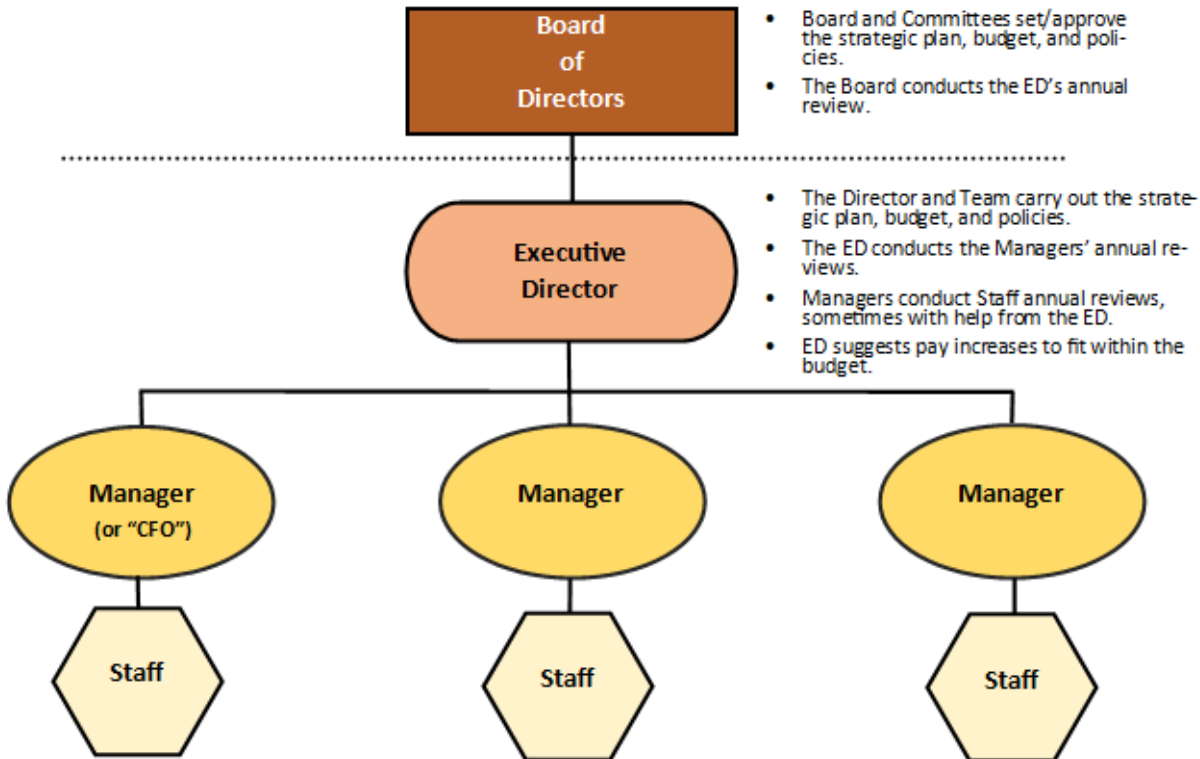 Board
of
Directors
• Board and Committees set/approve
the strategic plan, budget, and poli-
cies.
• The Board conducts the ED’s annual
review.
Executive
Director
• The Director and Team carry out the strate-
gic plan, budget, and policies.
• The ED conducts the Managers’ annual re-
views.
• Managers conduct Staff annual reviews,
sometimes with help from the ED.
• ED suggests pay increases to fit within the
budget.
Manager
(or “CFO”)
Manager
Manager
Staff
Staff
Staff